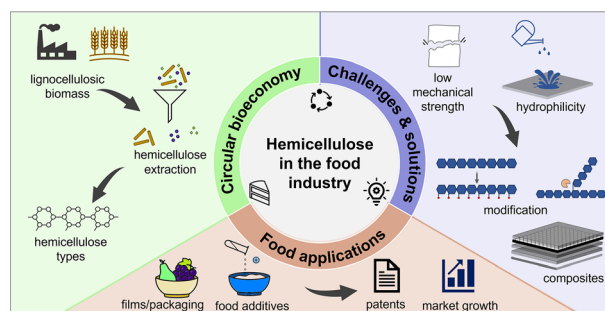 lignocellulosic
biomass
hemicellulose
extraction
hemicellulose
types
Circular bioeconomy
Challenges & solutions
Food applications
Hemicellulose
in the food
industry
low
mechanical
strength
hydrophilicity
modification
composites
films/packaging
food additives
patents
market growth